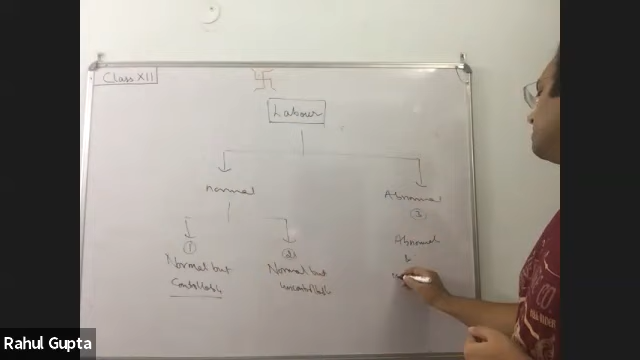 Class XII
Labour
Normal
Abnormal
①
②
③
Normal but
Controllable
Normal but
Uncontrollable
Abnormal
&
Rahul Gupta